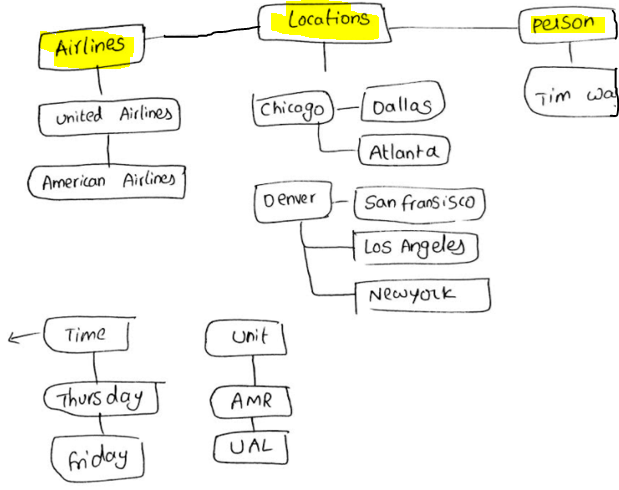 Airlines
Locations
person
united Airlines
American Airlines
Chicago
Dallas
Atlanta
Denver
San fransisco
Los Angeles
Newyork
Tim
Time
Thursday
friday
unit
AMR
UAL